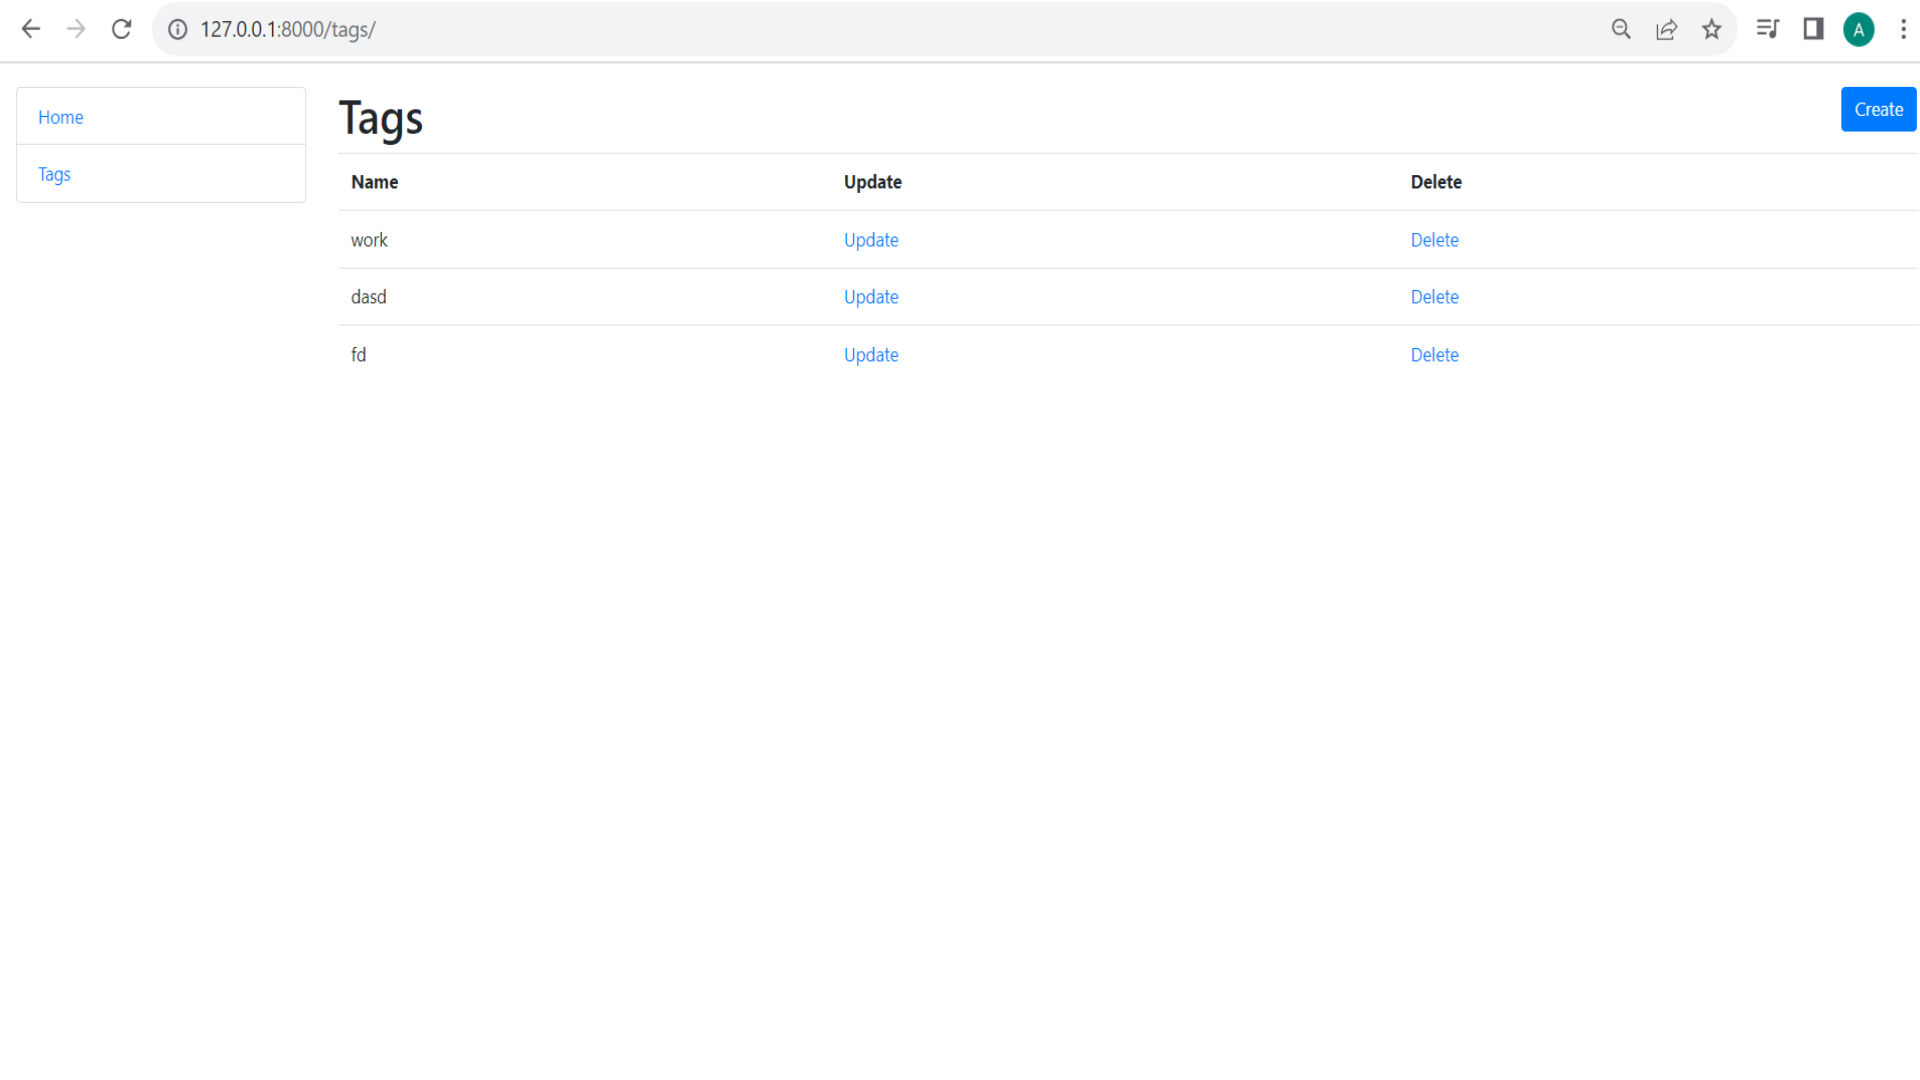 127.0.0.1:8000/tags/
A
Home
Tags
Tags
Create
Name Update Delete
work Update Delete
dasd Update Delete
fd Update Delete